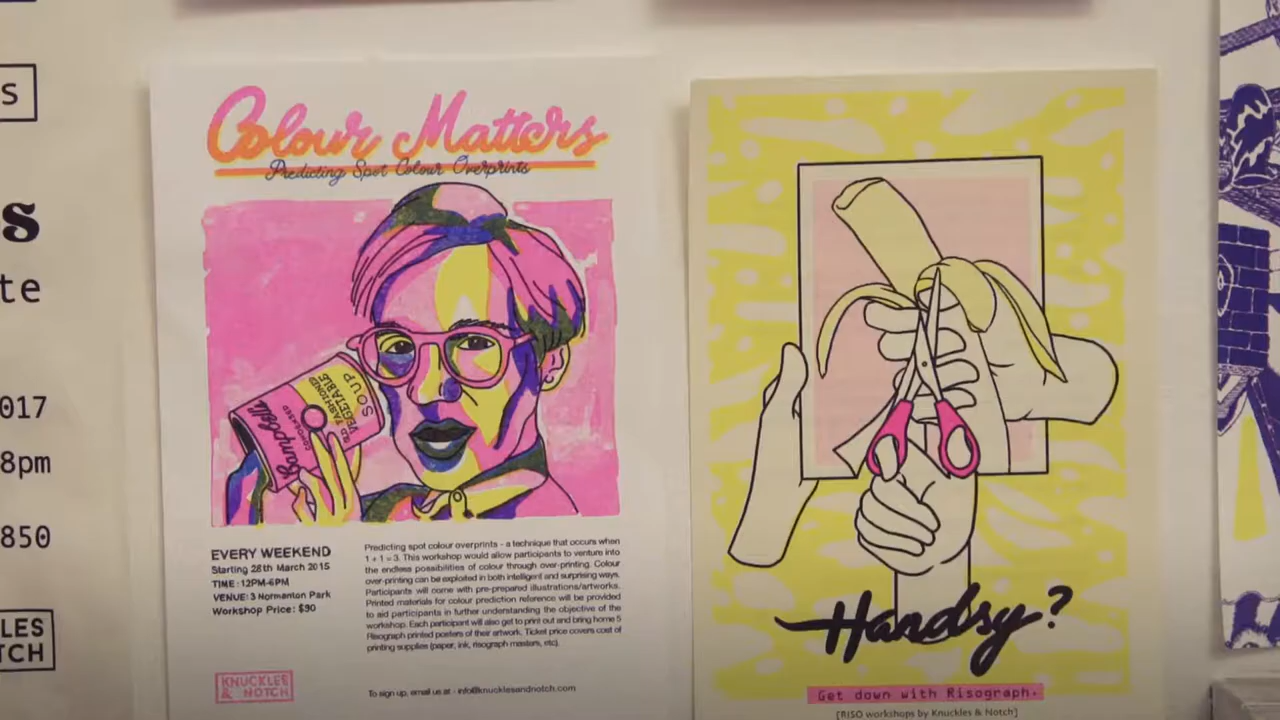 S
s
te
017
8pm
850
LES
TCH
Colour Matters
Predicting Spot Colour Overprints
Campbell's
CONDENSED
OLD FASHIONED
VEGETABLE
SOUP
EVERY WEEKEND
Starting 28th March 2015
TIME : 12PM-6PM
VENUE: 3 Normanton Park
Workshop Price: $90
Predicting spot colour overprints - a technique that occurs when
1 + 1 = 3. This workshop would allow participants to venture into
the endless possibilities of colour through over-printing. Colour
over-printing can be exploited in both intelligent and surprising ways.
Participants will come with pre-prepared illustrations/artworks.
Printed materials for colour prediction reference will be provided
to aid participants in further understanding the objective of the
workshop. Each participant will also get to print out and bring home 5
Risograph printed posters of their artwork. Ticket price covers cost of
printing supplies (paper, ink, risograph masters, etc).
KNUCKLES
& NOTCH
To sign up, email us at - info@knucklesandnotch.com
Handsy?
Get down with Risograph.
[RISO workshops by Knuckles & Notch]